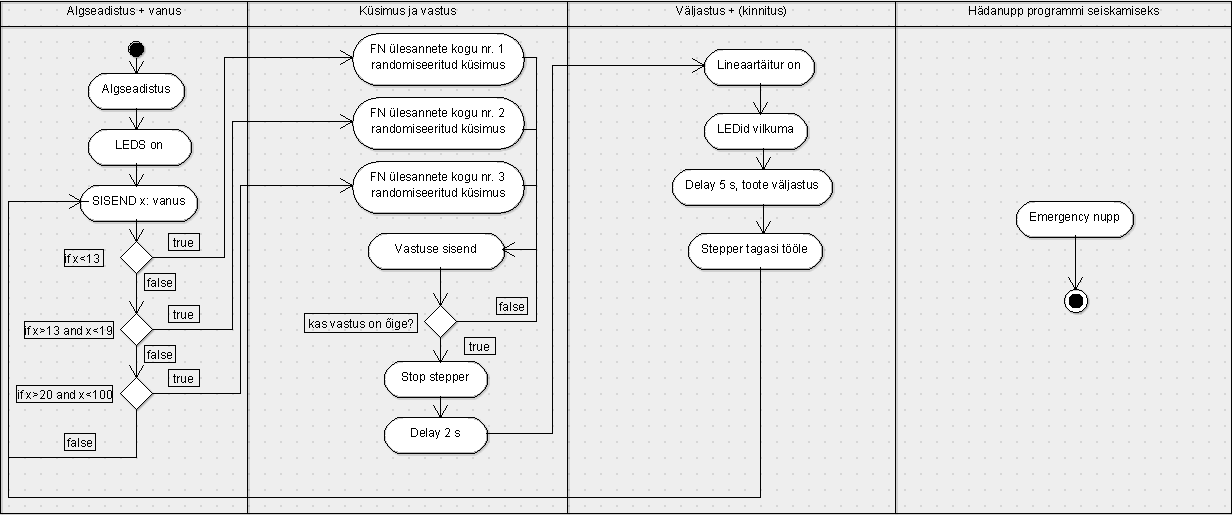 Algseadistus + vanus
Küsimus ja vastus
Väljastus + (kinnitus)
Hädanupp programmi seiskamiseks
Algseadistus
LEDS on
SISEND x: vanus
if x<13
true
false
if x>13 and x<19
true
false
if x>20 and x<100
true
false
FN ülesannete kogu nr. 1
randomiseeritud küsimus
FN ülesannete kogu nr. 2
randomiseeritud küsimus
FN ülesannete kogu nr. 3
randomiseeritud küsimus
Vastuse sisend
kas vastus on õige?
false
true
Stop stepper
Delay 2 s
Lineaartäitur on
LEDid vilkuma
Delay 5 s, toote väljastus
Stepper tagasi tööle
Emergency nupp